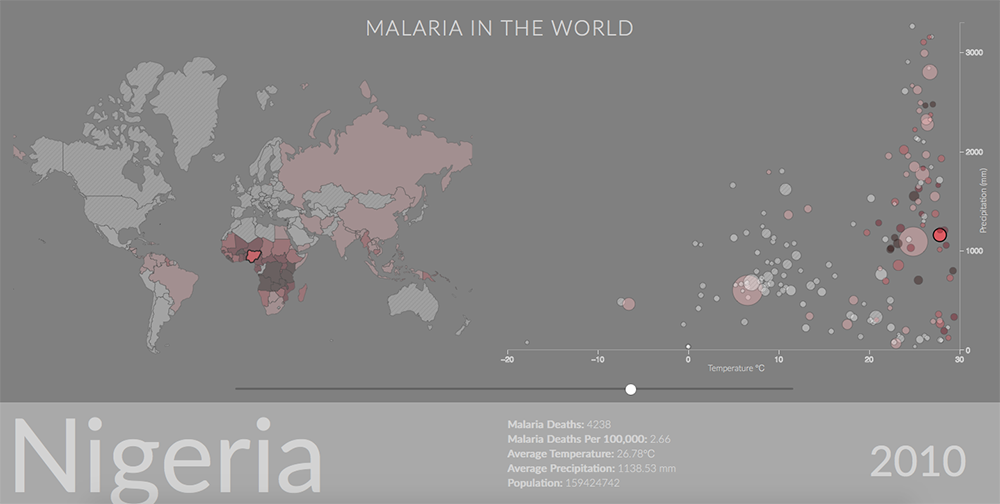 MALARIA IN THE WORLD
3000
2000
Precipitation (mm)
1000
0
−20
−10
0
10
20
30
Temperature ºC
Nigeria
Malaria Deaths: 4238
Malaria Deaths Per 100,000: 2.66
Average Temperature: 26.78ºC
Average Precipitation: 1138.53 mm
Population: 159424742
2010